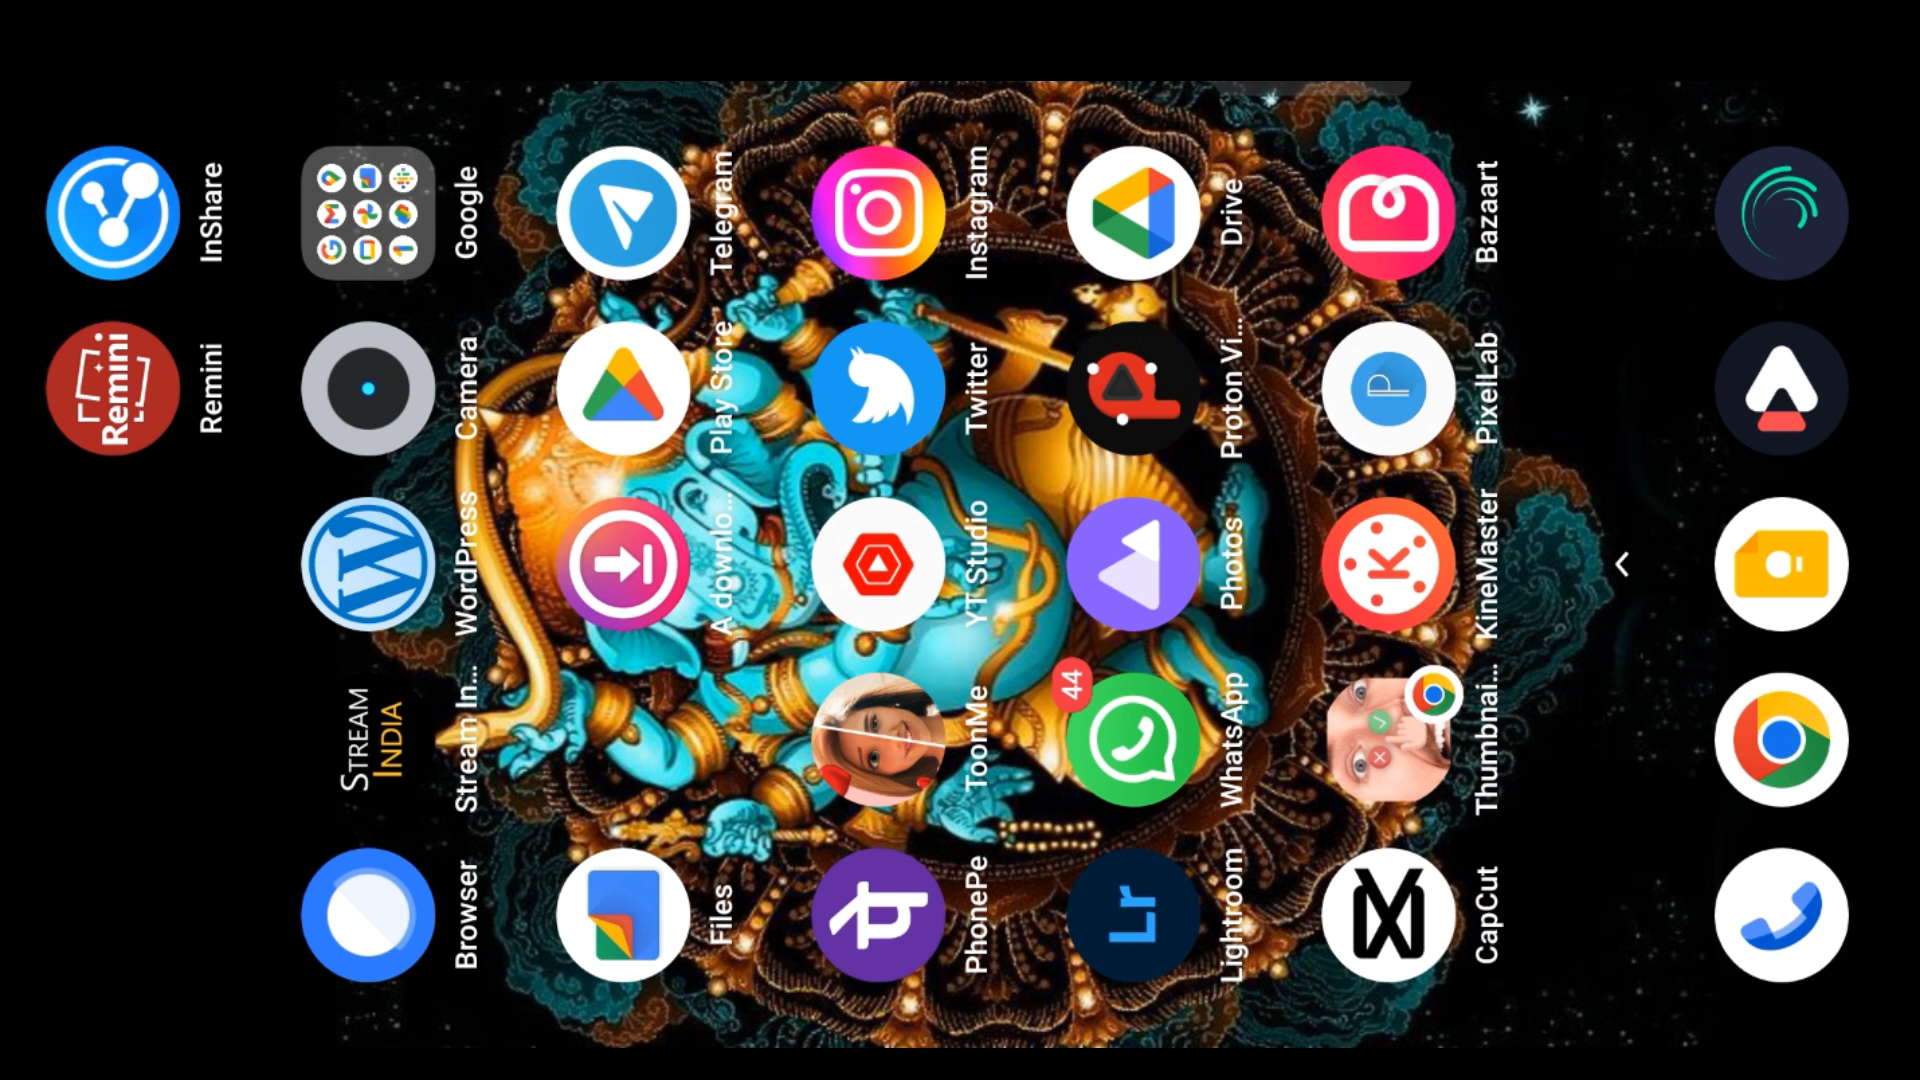 Remini
Remini
InShare
STREAM
INDIA
Browser
Stream In...
WordPress
Camera
Google
Files
A downlo...
Play Store
Telegram
PhonePe
ToonMe
YT Studio
Twitter
Instagram
Lr
44
Lightroom
WhatsApp
Photos
Proton Vi...
Drive
CapCut
Thumbnai...
KineMaster
PixelLab
Bazaart